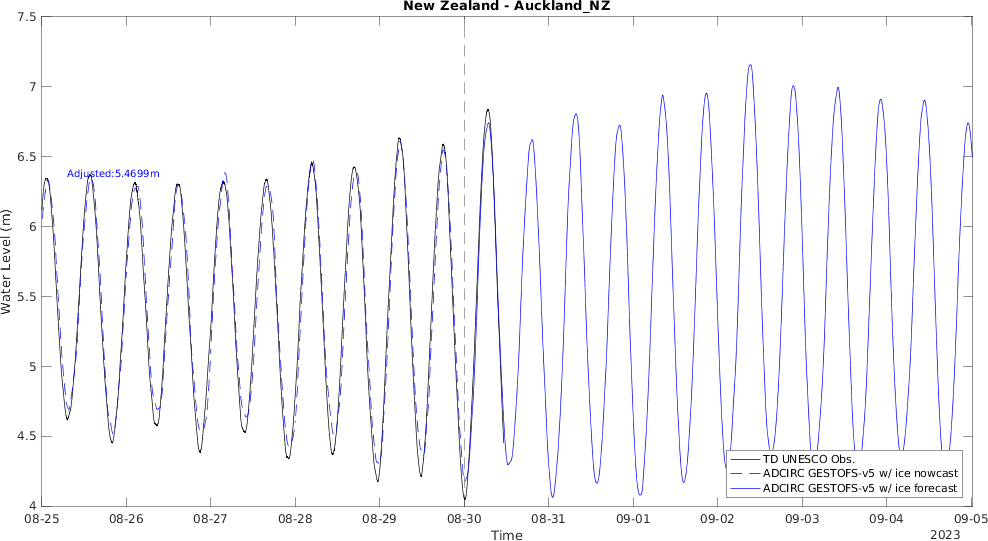 New Zealand - Auckland_NZ
7.5
7
6.5
Adjusted:5.4699m
6
Water Level (m)
5.5
5
4.5
4
TD UNESCO Obs.
ADCIRC GESTOFS-v5 w/ ice nowcast
ADCIRC GESTOFS-v5 w/ ice forecast
08-25 08-26 08-27 08-28 08-29 08-30 08-31 09-01 09-02 09-03 09-04 09-05
Time
2023